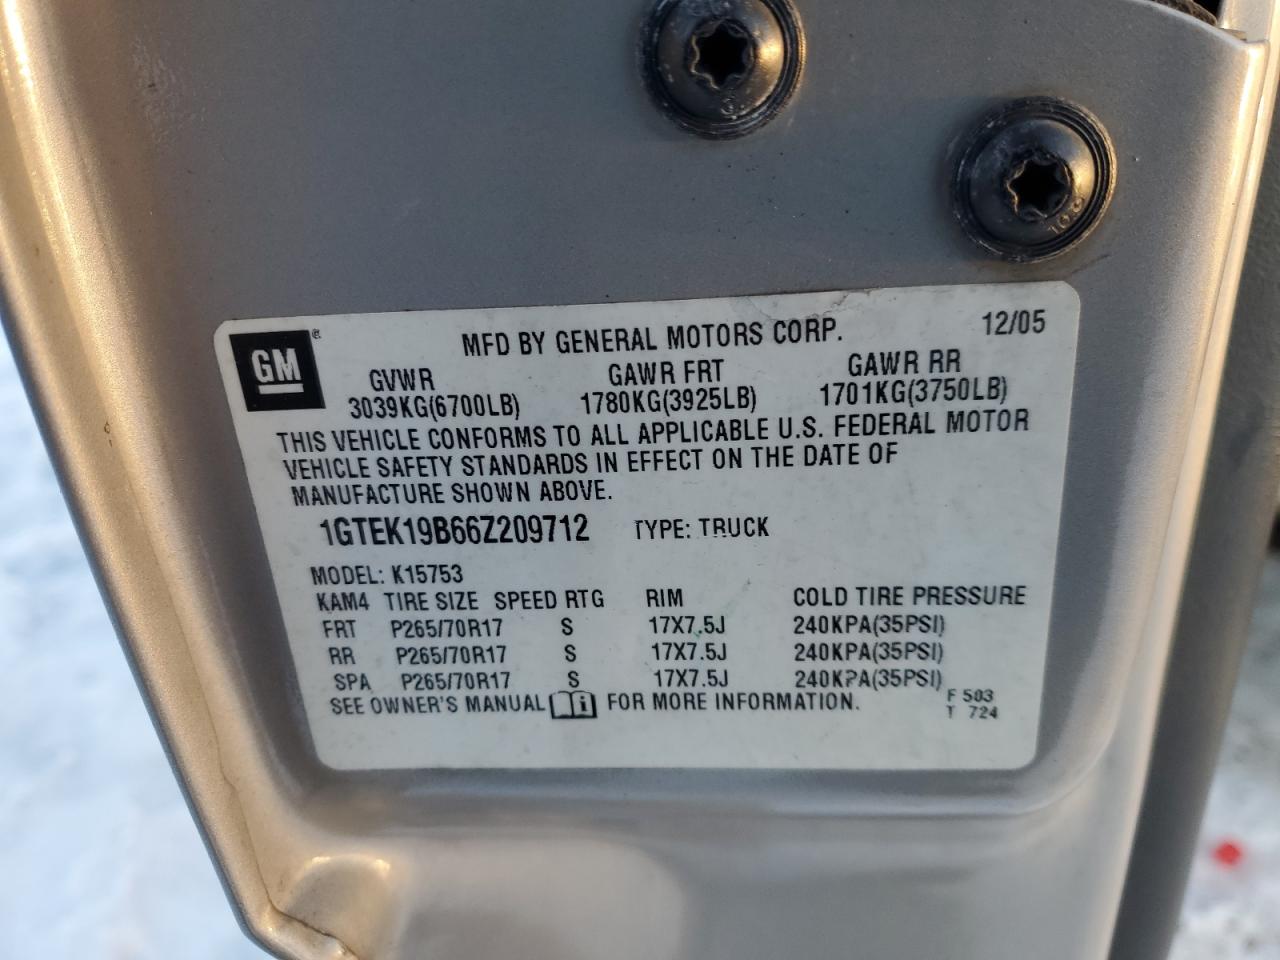 MFD BY GENERAL MOTORS CORP. 12/05
GM ®
GVWR GAWR FRT GAWR RR
3039KG(6700LB) 1780KG(3925LB) 1701KG(3750LB)
THIS VEHICLE CONFORMS TO ALL APPLICABLE U.S. FEDERAL MOTOR
VEHICLE SAFETY STANDARDS IN EFFECT ON THE DATE OF
MANUFACTURE SHOWN ABOVE.
1GTEK19B66Z209712 TYPE: TRUCK
MODEL: K15753
KAM4 TIRE SIZE SPEED RTG RIM COLD TIRE PRESSURE
FRT P265/70R17 S 17X7.5J 240KPA(35PSI)
RR P265/70R17 S 17X7.5J 240KPA(35PSI)
SPA P265/70R17 S 17X7.5J 240KPA(35PSI)
SEE OWNER'S MANUAL i FOR MORE INFORMATION.
F 503
T 724